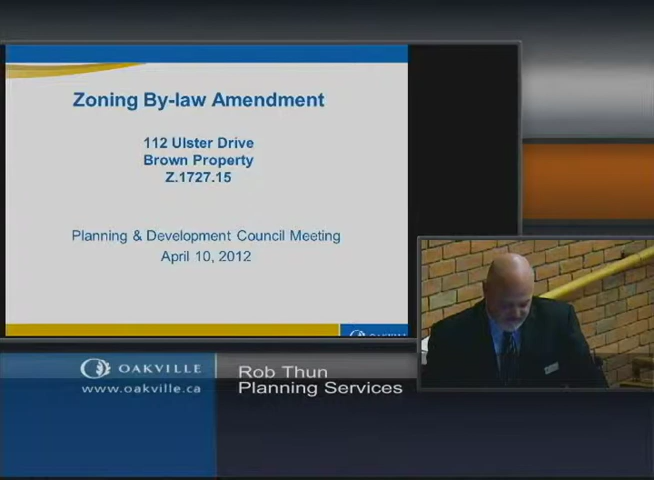 Zoning By-law Amendment
112 Ulster Drive
Brown Property
Z.1727.15
Planning & Development Council Meeting
April 10, 2012
OAKVILLE
OAKVILLE
www.oakville.ca
Rob Thun
Planning Services